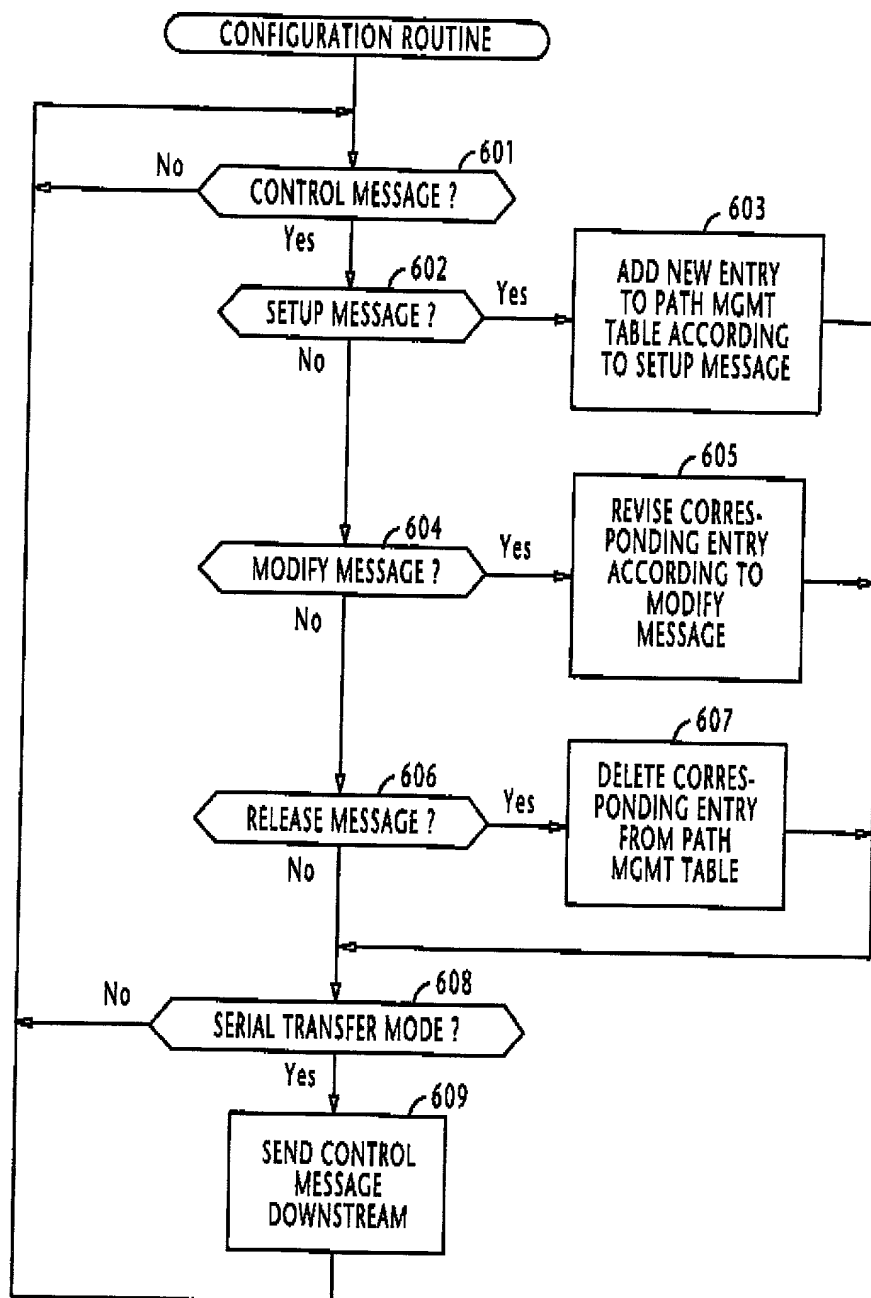 CONFIGURATION ROUTINE
601
No
CONTROL MESSAGE ?
Yes
602
SETUP MESSAGE ?
Yes
No
603
ADD NEW ENTRY
TO PATH MGMT
TABLE ACCORDING
TO SETUP MESSAGE
604
MODIFY MESSAGE ?
Yes
No
605
REVISE CORRES-
PONDING ENTRY
ACCORDING TO
MODIFY
MESSAGE
606
RELEASE MESSAGE ?
Yes
No
607
DELETE CORRES-
PONDING ENTRY
FROM PATH
MGMT TABLE
608
No
SERIAL TRANSFER MODE ?
Yes
609
SEND CONTROL
MESSAGE
DOWNSTREAM